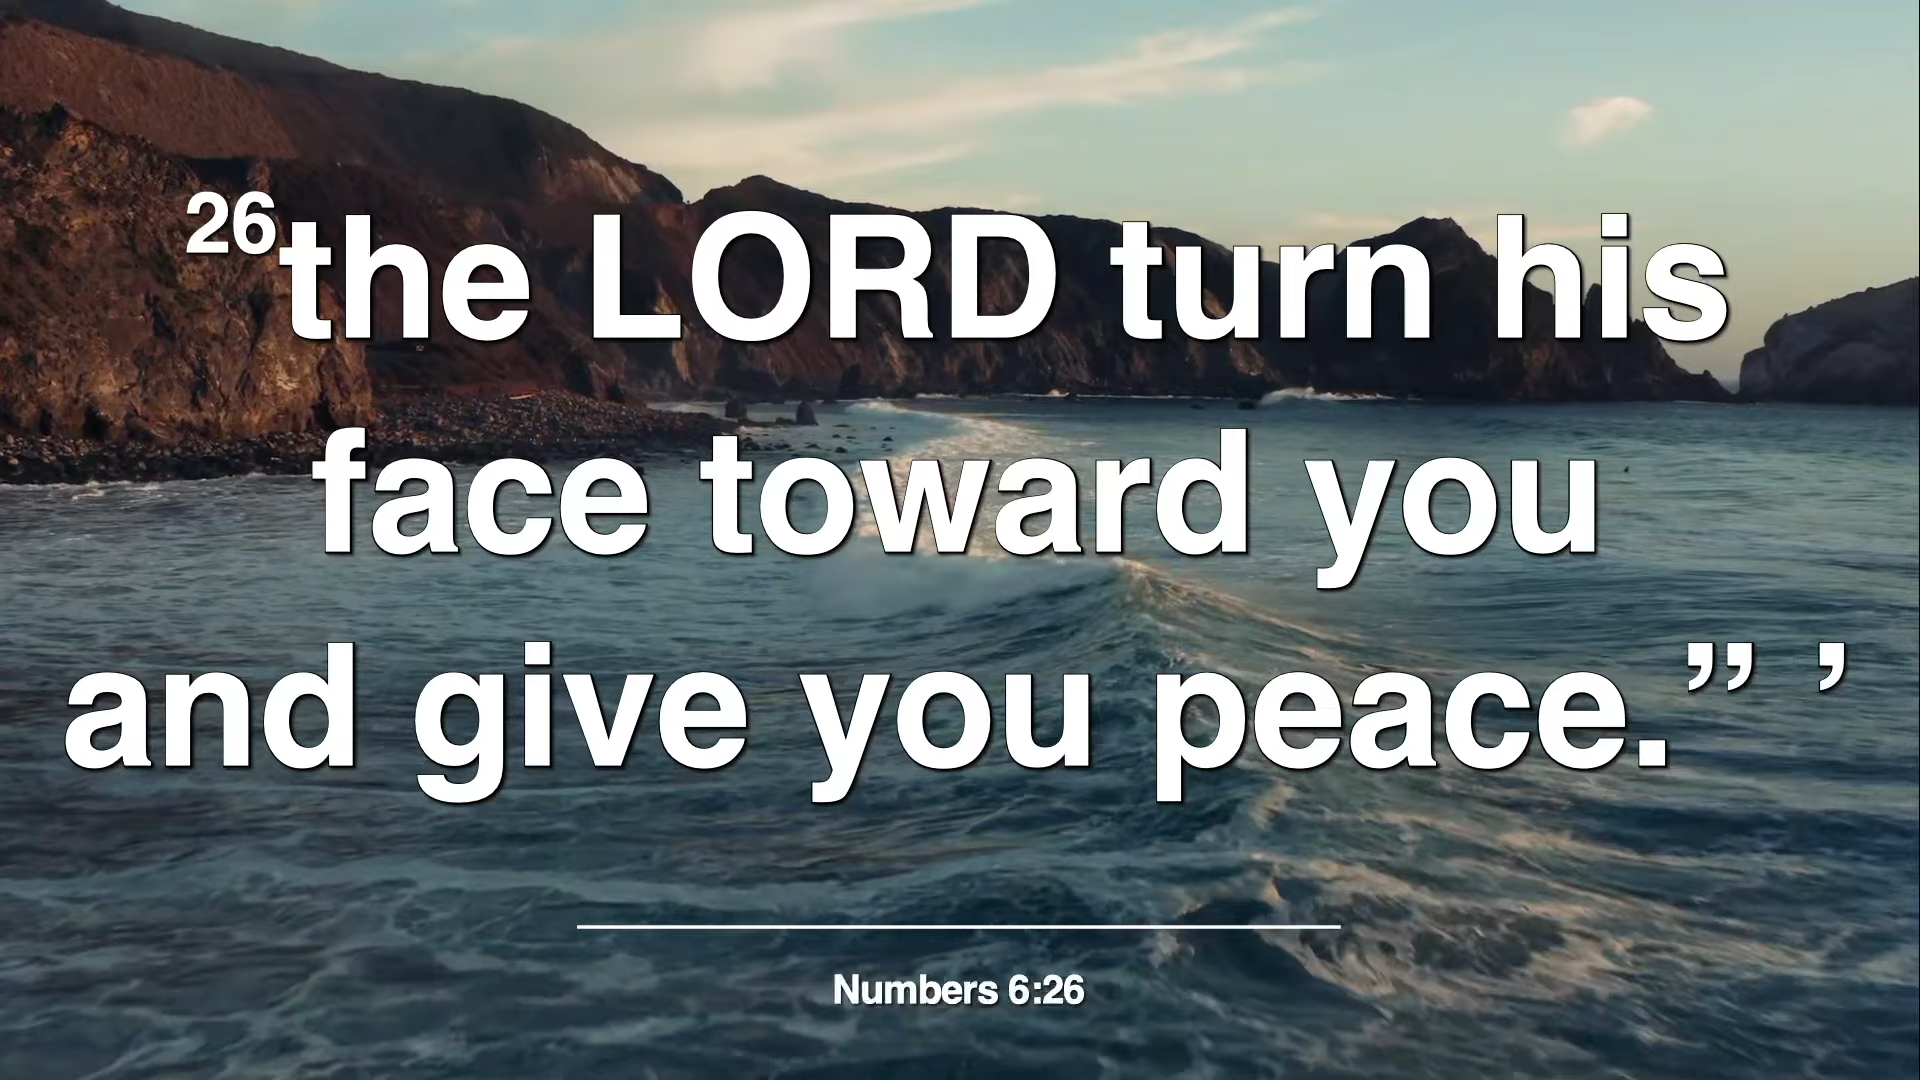 26the LORD turn his
face toward you
and give you peace.” ’
Numbers 6:26